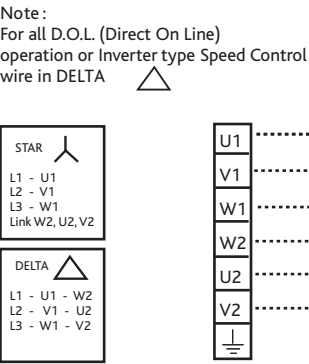 Note:
For all D.O.L. (Direct On Line)
operation or Inverter type Speed Control
wire in DELTA
STAR
L1 - U1
L2 - V1
L3 - W1
Link W2, U2, V2
DELTA
L1 - U1 - W2
L2 - V1 - U2
L3 - W1 - V2
U1
V1
W1
W2
U2
V2